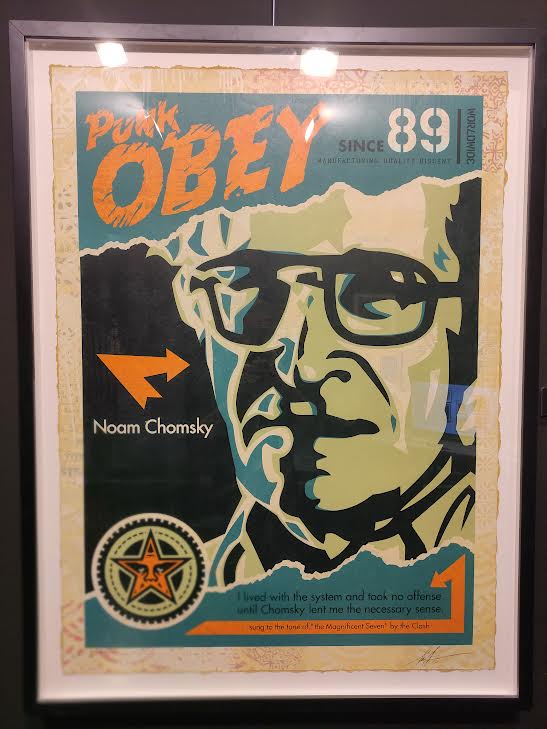 PUNK
OBEY
SINCE 89
WORLDWIDE
MANUFACTURING QUALITY DISSENT
Noam Chomsky
I lived with the system and took no offense
until Chomsky lent me the necessary sense.
sung to the tune of "the Magnificent Seven" by the Clash